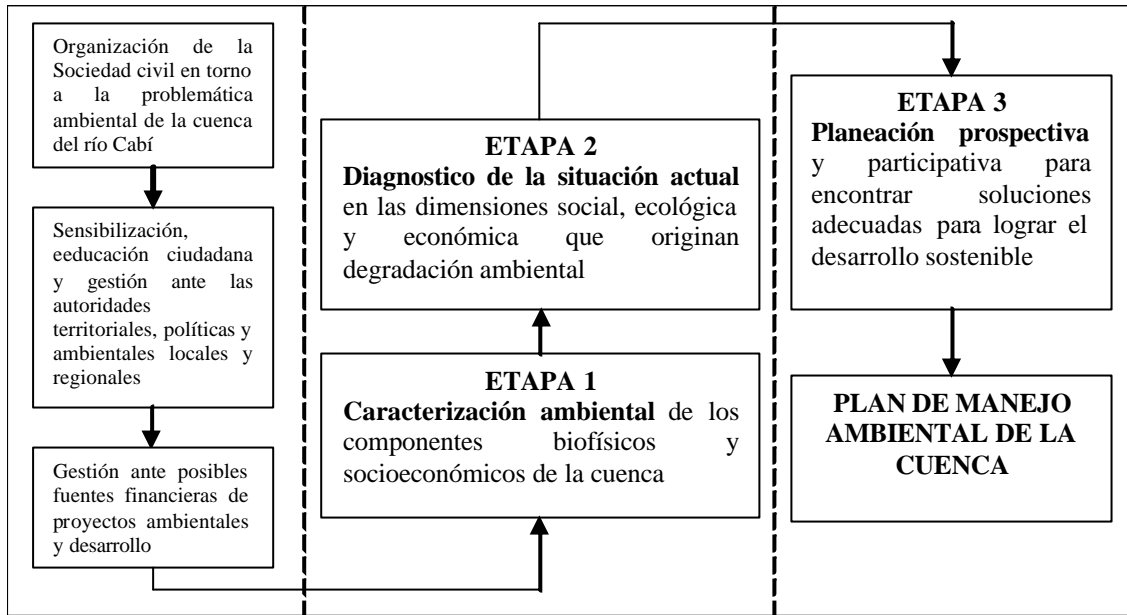 Organización de la
Sociedad civil en torno
a la problemática
ambiental de la cuenca
del río Cabí
Sensibilización,
eeducación ciudadana
y gestión ante las
autoridades
territoriales, políticas y
ambientales locales y
regionales
Gestión ante posibles
fuentes financieras de
proyectos ambientales
y desarrollo
ETAPA 1
Caracterización ambiental de los
componentes biofísicos y
socioeconómicos de la cuenca
ETAPA 2
Diagnostico de la situación actual
en las dimensiones social, ecológica
y económica que originan
degradación ambiental
ETAPA 3
Planeación prospectiva
y participativa para
encontrar soluciones
adecuadas para lograr el
desarrollo sostenible
PLAN DE MANEJO
AMBIENTAL DE LA
CUENCA